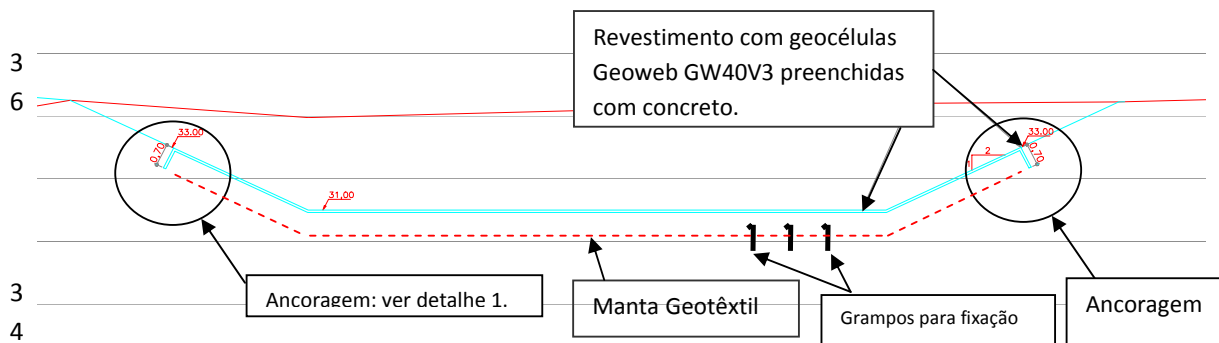 Revestimento com geocélulas
Geoweb GW40V3 preenchidas
com concreto.
3
6
33.00
0,70
33.00
0,70
2
1
31,00
Ancoragem: ver detalhe 1.
Manta Geotêxtil
Grampos para fixação
Ancoragem
3
4